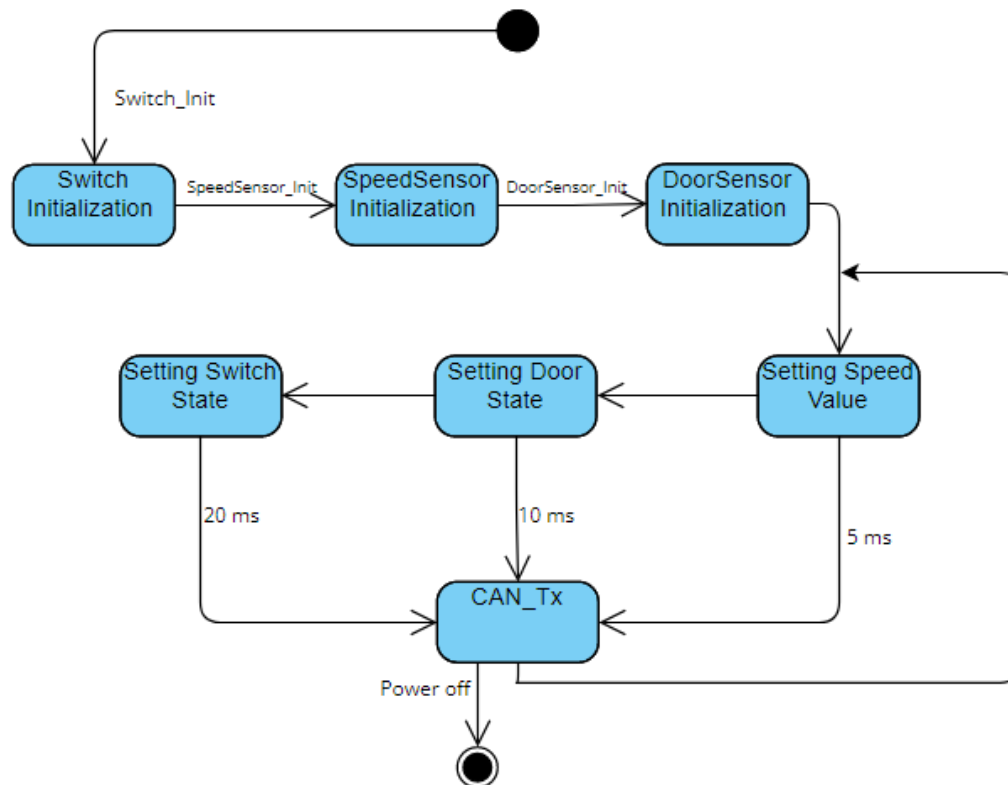 Switch_Init
Switch
Initialization
SpeedSensor_Init
SpeedSensor
Initialization
DoorSensor_Init
DoorSensor
Initialization
Setting Switch
State
Setting Door
State
Setting Speed
Value
20 ms
10 ms
5 ms
CAN_Tx
Power off